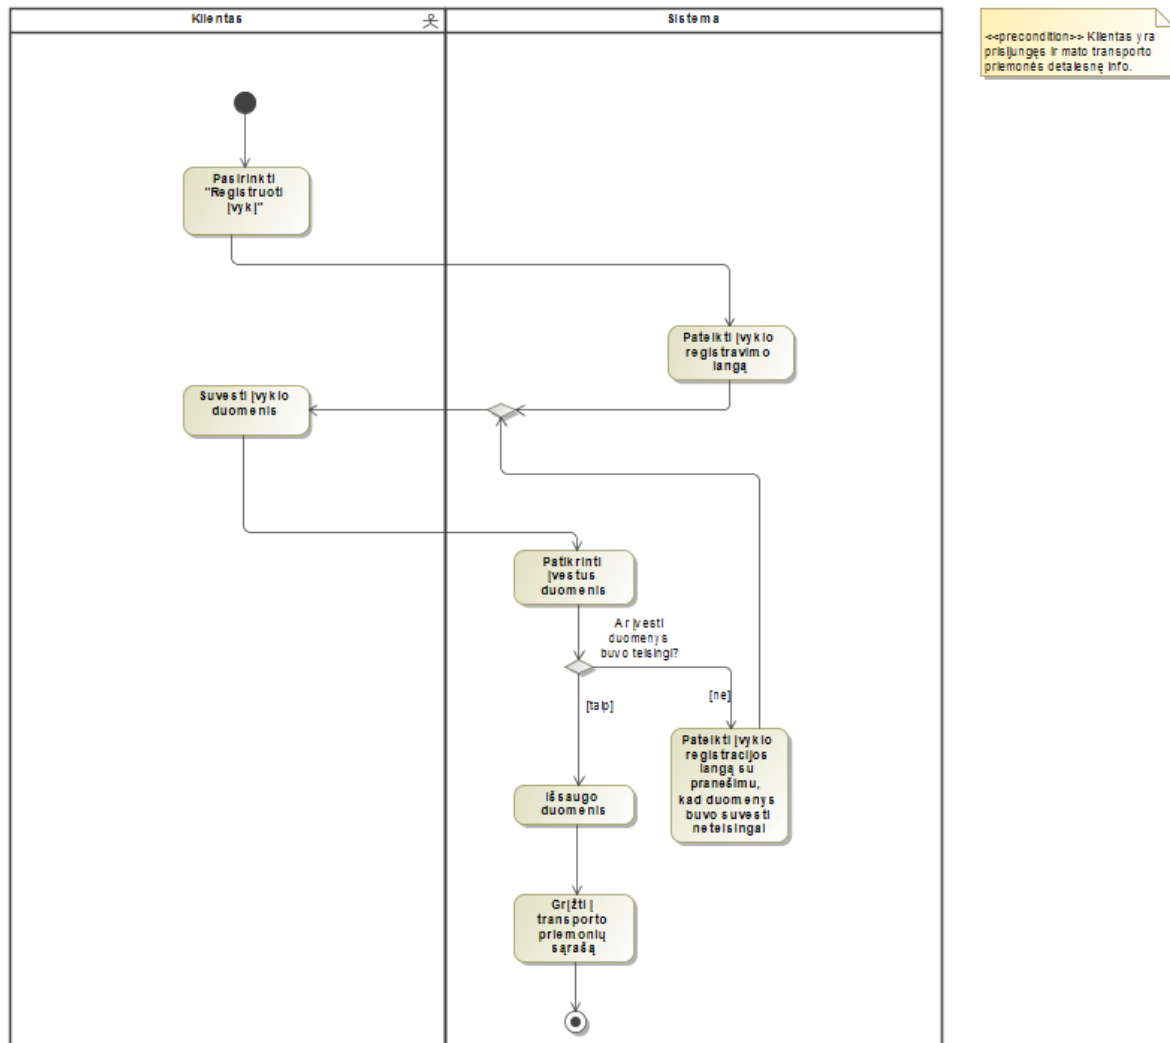 Klientas
Sistema
<<precondition>> Klientas yra
prisijungęs ir mato transporto
priemonės detalesnę info.
Pasirinkti
"Registruoti
įvykį"
Pateikti įvykio
registravimo
langą
Suvesti įvykio
duomenis
Patikrinti
įvestus
duomenis
Ar įvesti
duomenys
buvo teisingi?
[taip]
[ne]
Pateikti įvykio
registracijos
langą su
pranešimu,
kad duomenys
buvo suvesti
neteisingai
Išsaugo
duomenis
Grįžti į
transporto
priemonių
sąrašą